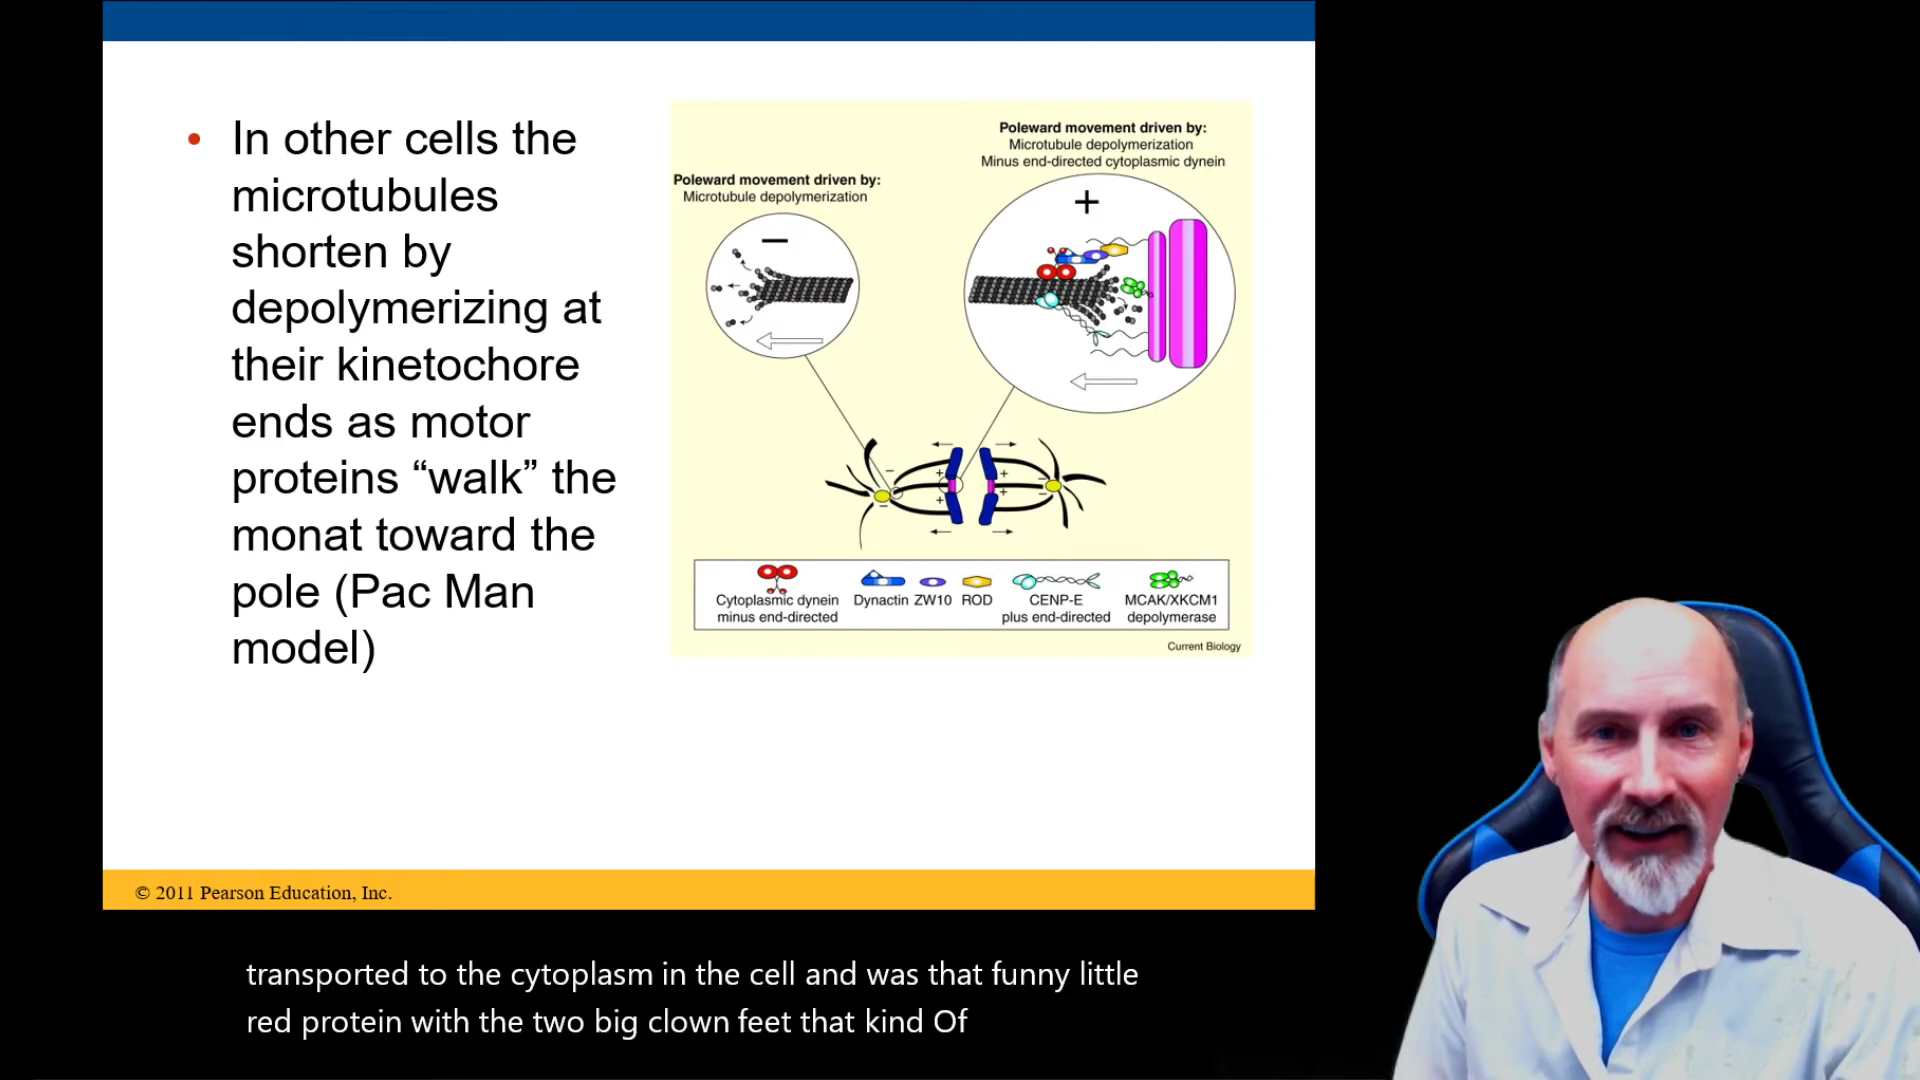 • In other cells the
microtubules
shorten by
depolymerizing at
their kinetochore
ends as motor
proteins “walk” the
monat toward the
pole (Pac Man
model)
Poleward movement driven by:
Microtubule depolymerization
−
Poleward movement driven by:
Microtubule depolymerization
Minus end-directed cytoplasmic dynein
+
− + + −
− + + −
Cytoplasmic dynein
minus end-directed
Dynactin
ZW10
ROD
CENP-E
plus end-directed
MCAK/XKCM1
depolymerase
Current Biology
© 2011 Pearson Education, Inc.
transported to the cytoplasm in the cell and was that funny little
red protein with the two big clown feet that kind Of